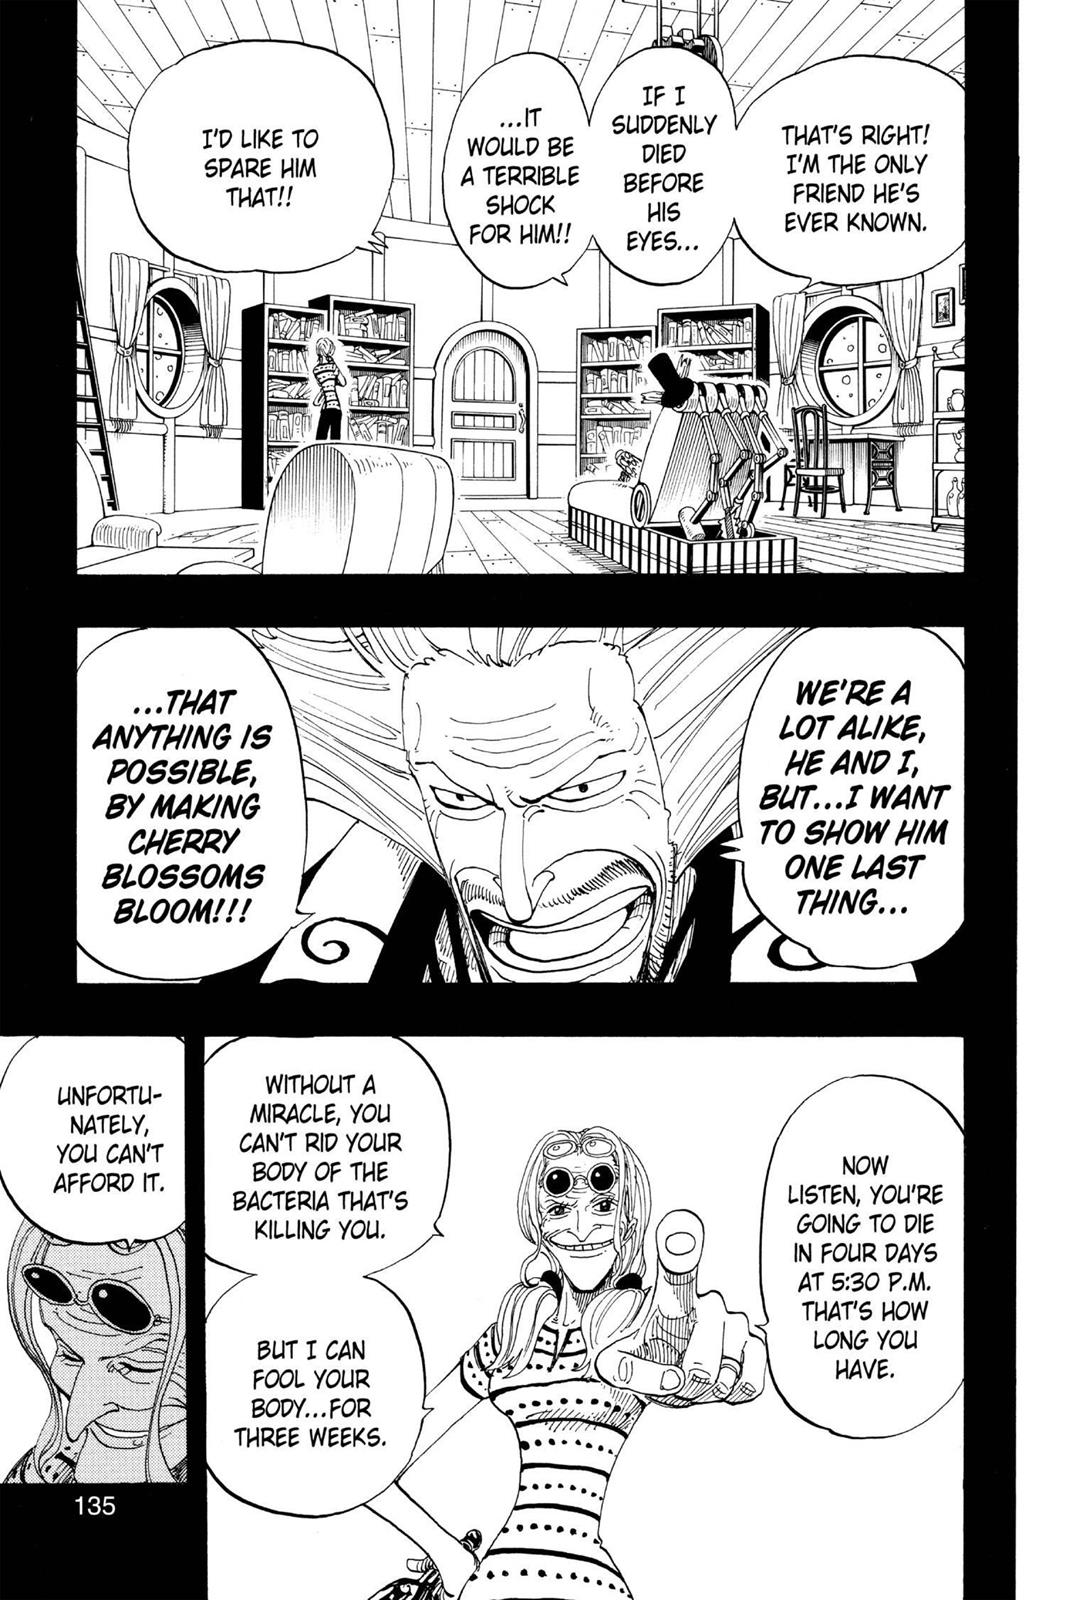 THAT'S RIGHT!
I'M THE ONLY
FRIEND HE'S
EVER KNOWN.
IF I
SUDDENLY
DIED
BEFORE
HIS
EYES...
...IT
WOULD BE
A TERRIBLE
SHOCK
FOR HIM!!
I'D LIKE TO
SPARE HIM
THAT!!
WE'RE A
LOT ALIKE,
HE AND I,
BUT...I WANT
TO SHOW HIM
ONE LAST
THING...
...THAT
ANYTHING IS
POSSIBLE,
BY MAKING
CHERRY
BLOSSOMS
BLOOM!!!
NOW
LISTEN, YOU'RE
GOING TO DIE
IN FOUR DAYS
AT 5:30 P.M.
THAT'S HOW
LONG YOU
HAVE.
WITHOUT A
MIRACLE, YOU
CAN'T RID YOUR
BODY OF THE
BACTERIA THAT'S
KILLING YOU.
BUT I CAN
FOOL YOUR
BODY...FOR
THREE WEEKS.
UNFORTU-
NATELY,
YOU CAN'T
AFFORD IT.
135